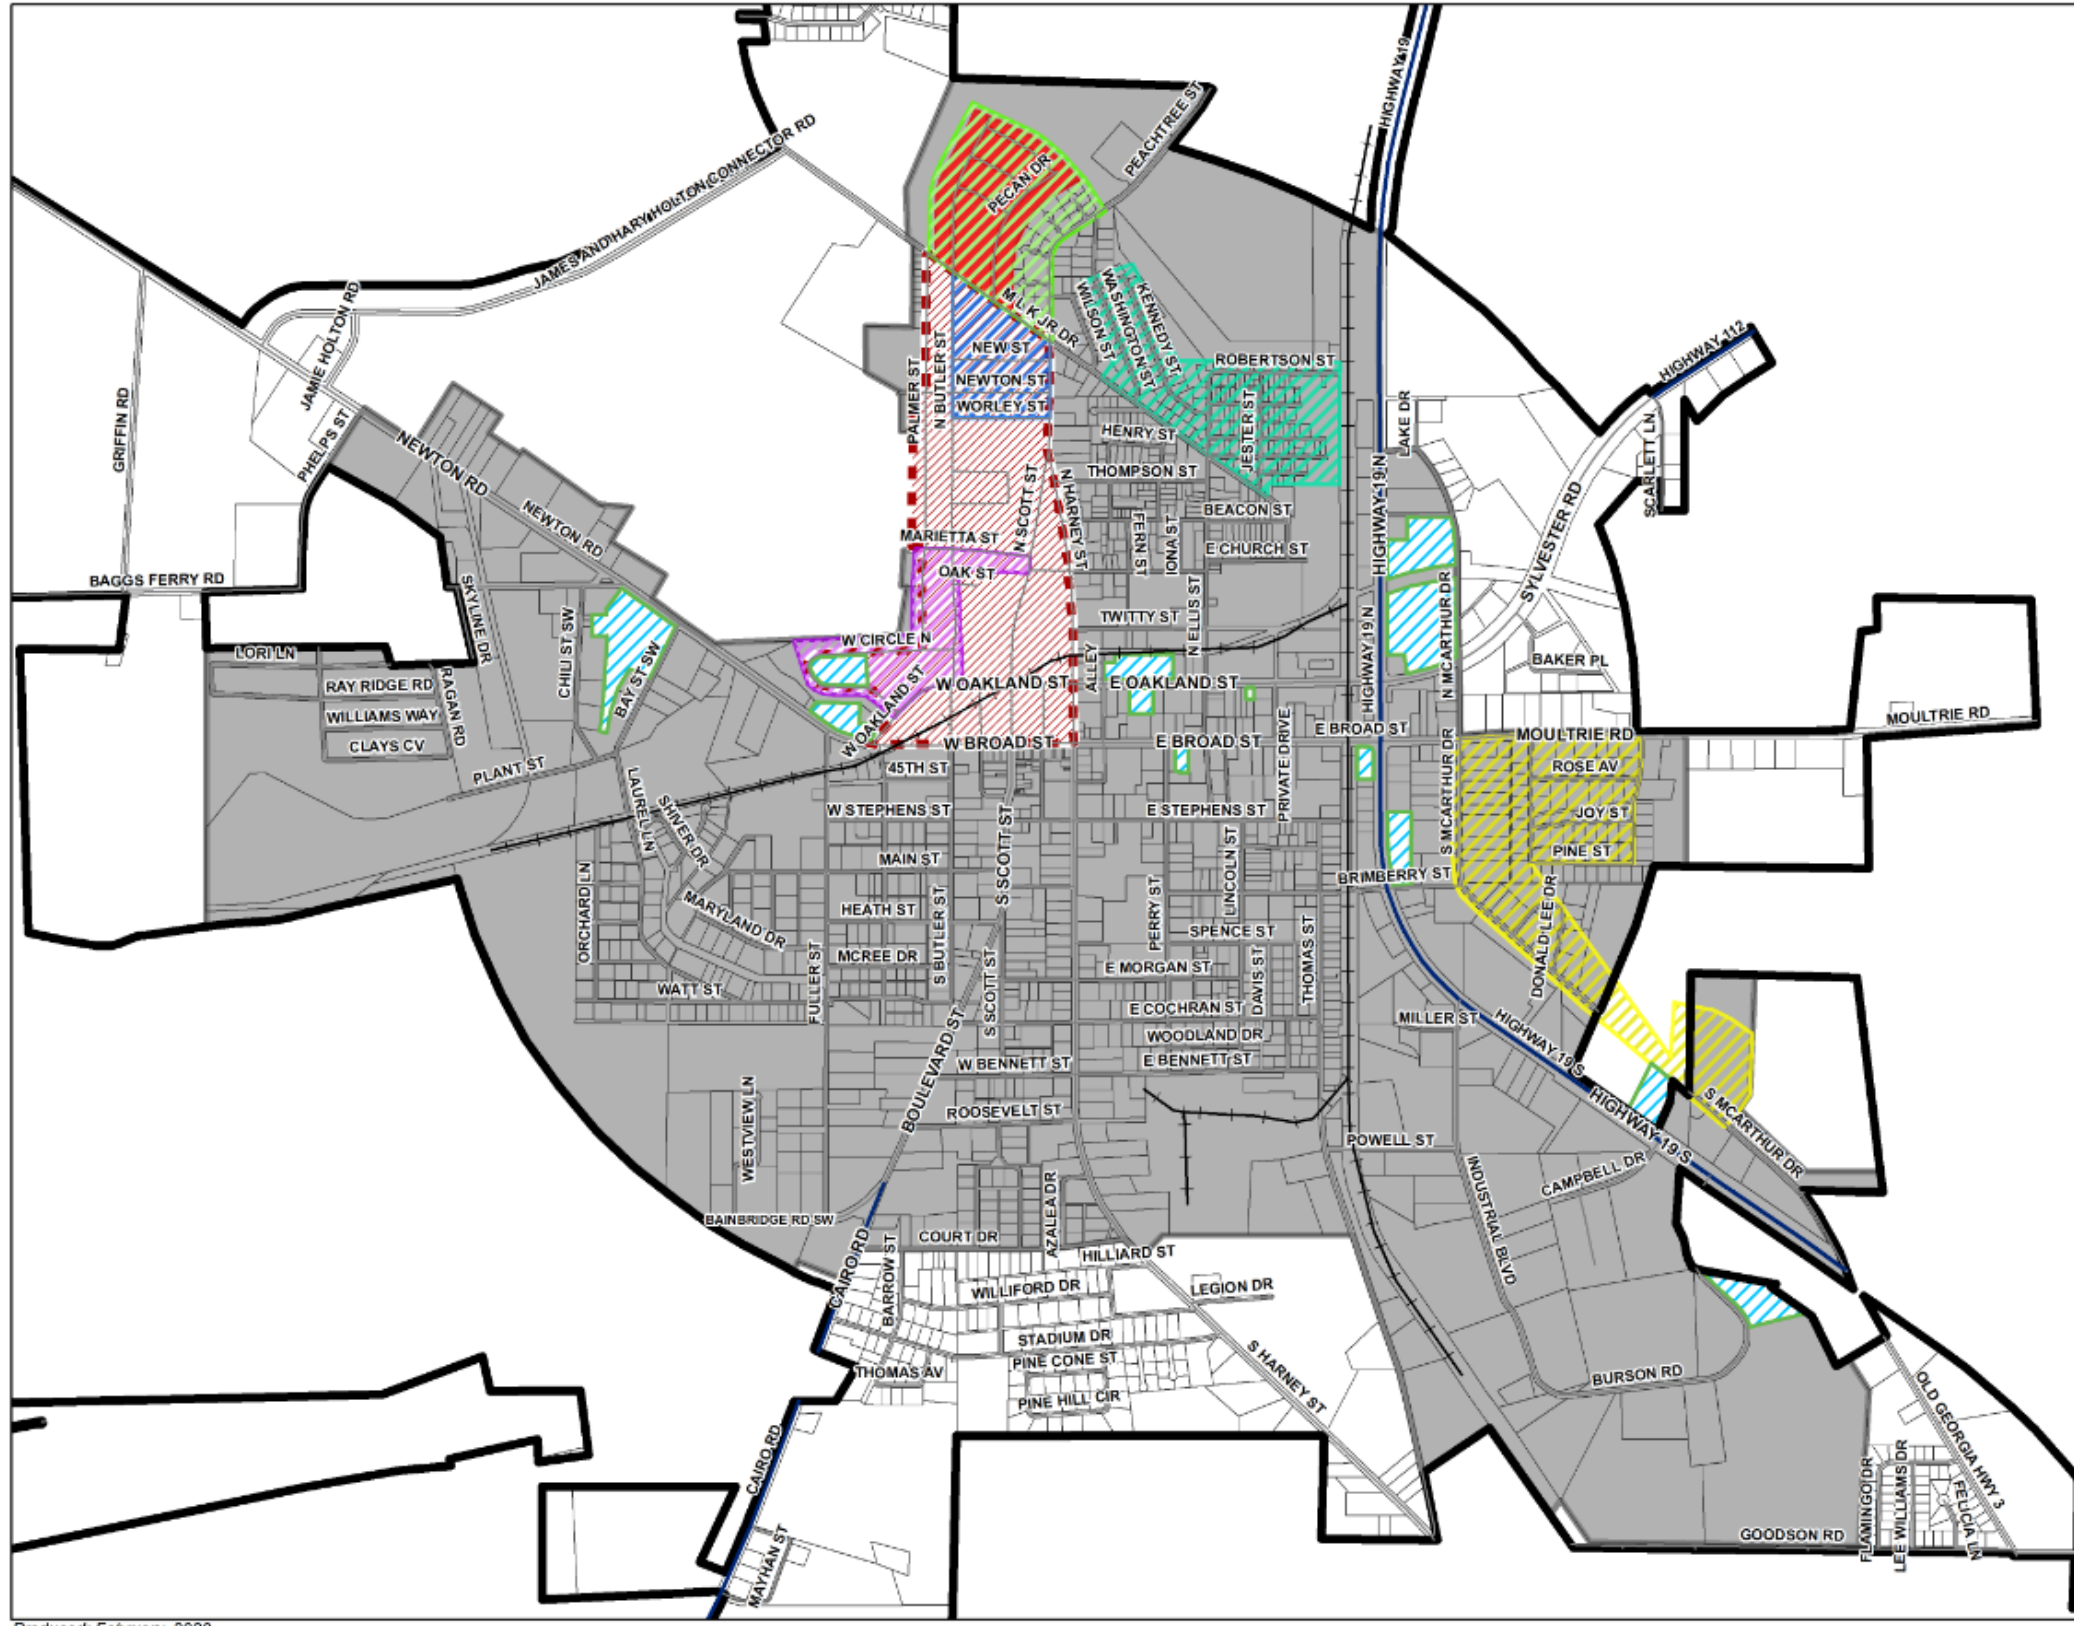 HIGHWAY 19
PEACHTREE ST
JAMES AND HARY HOLTON CONNECTOR RD
PECAN DR
JAMIE HOLTON RD
M L K JR DR
WILSON ST
WASHINGTON ST
KENNEDY ST
NEW ST
N BUTLER ST
PALMER ST
ROBERTSON ST
HIGHWAY 112
NEWTON ST
WORLEY ST
GRIFFIN RD
PHELPS ST
NEWTON RD
LAKE DR
JESTER ST
HENRY ST
SCARLETT LN
THOMPSON ST
N SCOTT ST
N HARNEY ST
HIGHWAY 19 N
NEWTON RD
BEACON ST
SYLVESTER RD
MARIETTA ST
FERN ST
IONA ST
E CHURCH ST
OAK ST
BAGGS FERRY RD
SKYLINE DR
CHILI ST SW
TWITTY ST
N ELLIS ST
HIGHWAY 19 N
N MCARTHUR DR
W CIRCLE N
LORI LN
BAKER PL
RAY RIDGE RD
RAGAN RD
BAY ST SW
W OAKLAND ST
ALLEY
W OAKLAND ST
E OAKLAND ST
WILLIAMS WAY
MOULTRIE RD
CLAYS CV
E BROAD ST
MOULTRIE RD
W BROAD ST
E BROAD ST
PRIVATE DRIVE
45TH ST
ROSE AV
PLANT ST
LAUREL LN
SHIVER DR
W STEPHENS ST
S SCOTT ST
E STEPHENS ST
S MCARTHUR DR
JOY ST
MAIN ST
PINE ST
LINCOLN ST
BRIMBERRY ST
ORCHARD LN
MARYLAND DR
HEATH ST
S BUTLER ST
PERRY ST
DONALD LEE DR
SPENCE ST
THOMAS ST
MCREE DR
E MORGAN ST
WATT ST
FULLER ST
S SCOTT ST
DAVIS ST
E COCHRAN ST
MILLER ST
HIGHWAY 19 S
WOODLAND DR
W BENNETT ST
E BENNETT ST
BOULEVARD ST
WESTVIEW LN
ROOSEVELT ST
HIGHWAY 19 S
S MCARTHUR DR
POWELL ST
CAMPBELL DR
INDUSTRIAL BLVD
BAINBRIDGE RD SW
AZALEA DR
COURT DR
HILLIARD ST
CAIRO RD
BARROW ST
WILLIFORD DR
LEGION DR
STADIUM DR
THOMAS AV
PINE CONE ST
S HARNEY ST
BURSON RD
PINE HILL CIR
OLD GEORGIA HWY 3
CAIRO RD
FLAMINGO DR
LEE WILLIAMS DR
FELICIA LN
GOODSON RD
MAYHAN ST